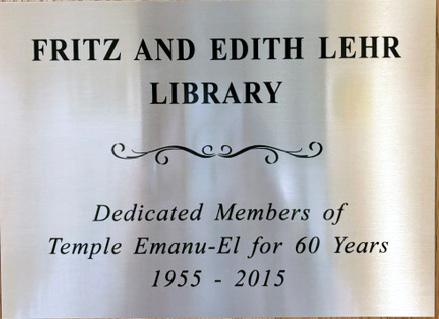 FRITZ AND EDITH LEHR
LIBRARY
Dedicated Members of
Temple Emanu-El for 60 Years
1955 - 2015